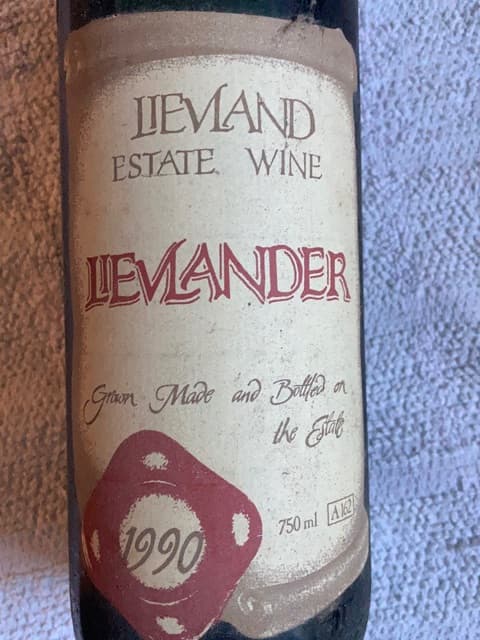 LIEVLAND
ESTATE WINE
LIEVLANDER
Grown Made and Bottled on
the Estate
750 ml A162
1990